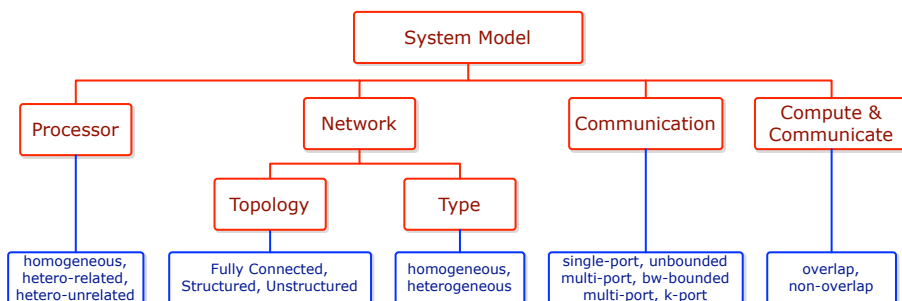 System Model
Processor
Network
Communication
Compute &
Communicate
Topology
Type
homogeneous,
hetero-related,
hetero-unrelated
Fully Connected,
Structured, Unstructured
homogeneous,
heterogeneous
single-port, unbounded
multi-port, bw-bounded
multi-port, k-port
overlap,
non-overlap